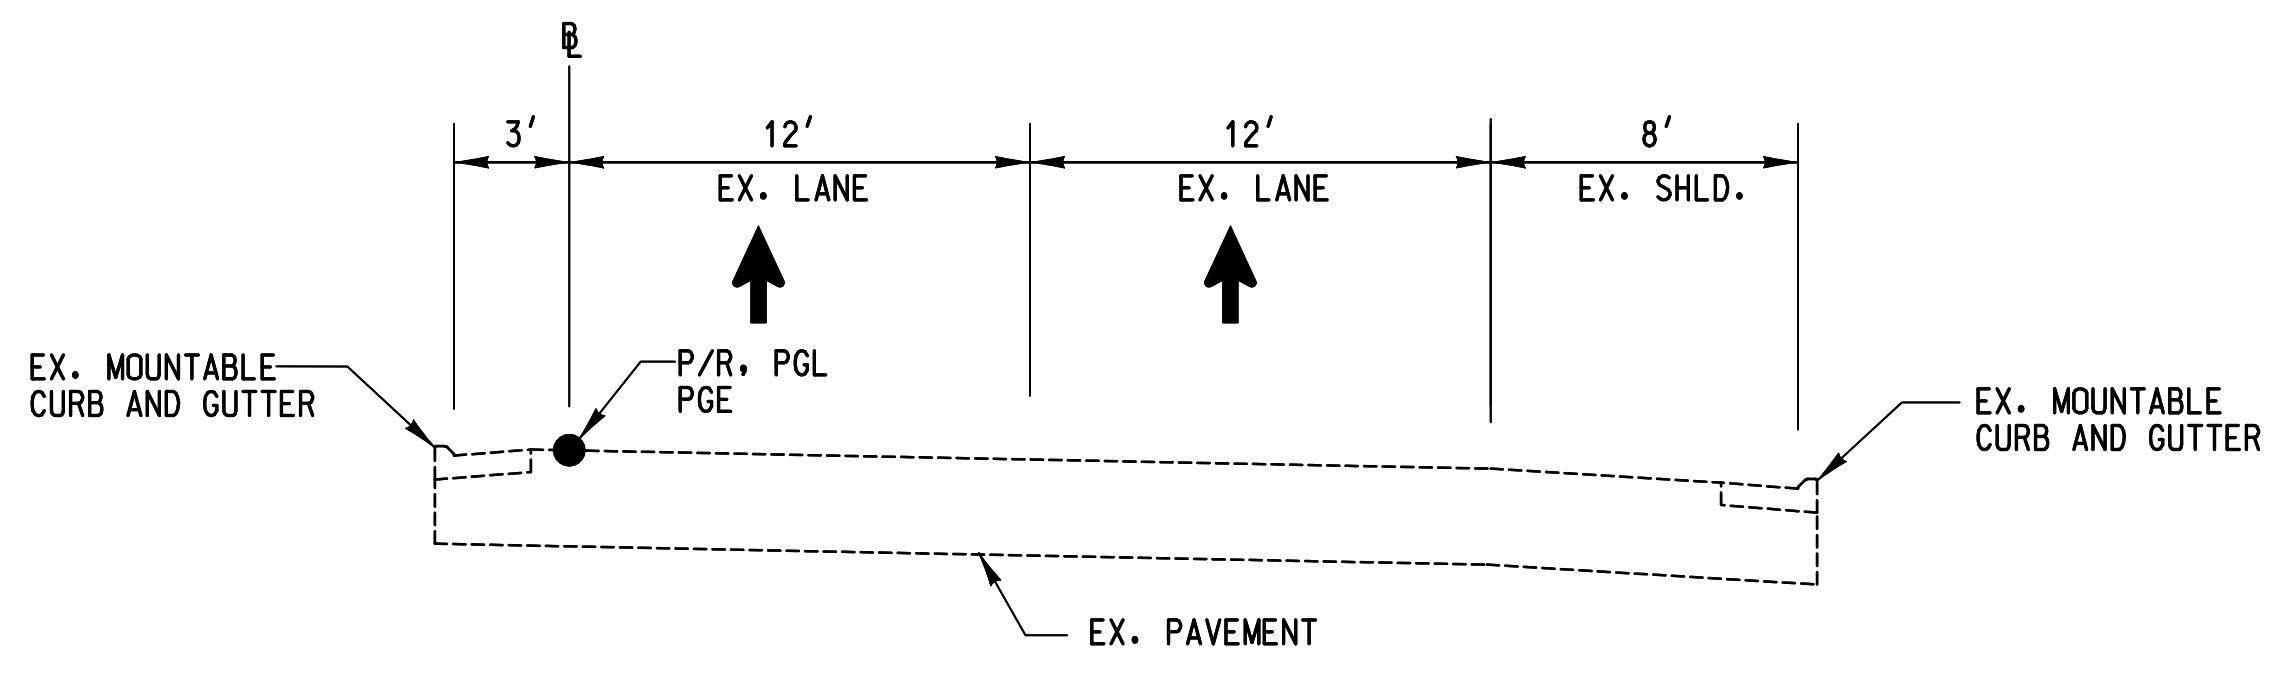 BL
3' 12' 12' 8'
EX. LANE EX. LANE EX. SHLD.
EX. MOUNTABLE
CURB AND GUTTER
P/R, PGL
PGE
EX. MOUNTABLE
CURB AND GUTTER
EX. PAVEMENT